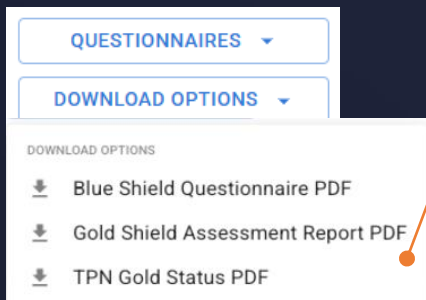 QUESTIONNAIRES
DOWNLOAD OPTIONS
DOWNLOAD OPTIONS
Blue Shield Questionnaire PDF
Gold Shield Assessment Report PDF
TPN Gold Status PDF